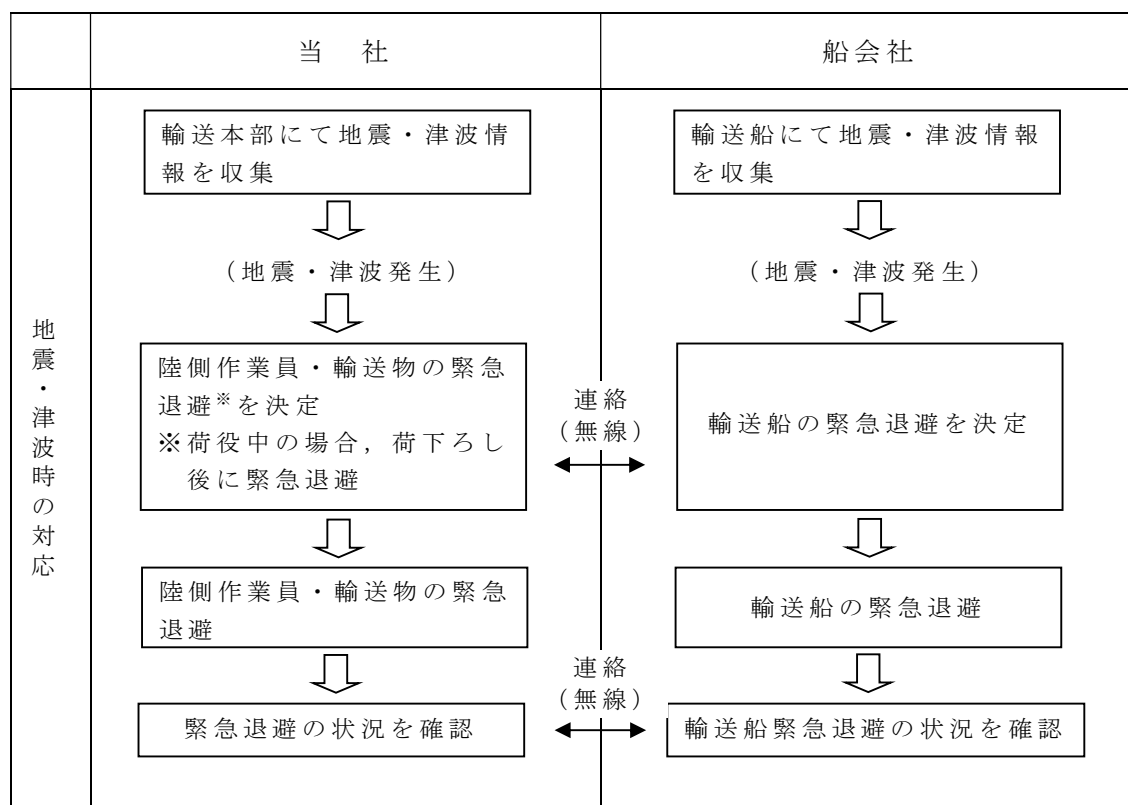 当 社
船会社
地震・津波時の対応
輸送本部にて地震・津波情
報を収集
(地震・津波発生)
陸側作業員・輸送物の緊急
退避※を決定
※荷役中の場合,荷下ろし
後に緊急退避
陸側作業員・輸送物の緊急
退避
緊急退避の状況を確認
連絡
(無線)
連絡
(無線)
輸送船にて地震・津波情報
を収集
(地震・津波発生)
輸送船の緊急退避を決定
輸送船の緊急退避
輸送船緊急退避の状況を確認